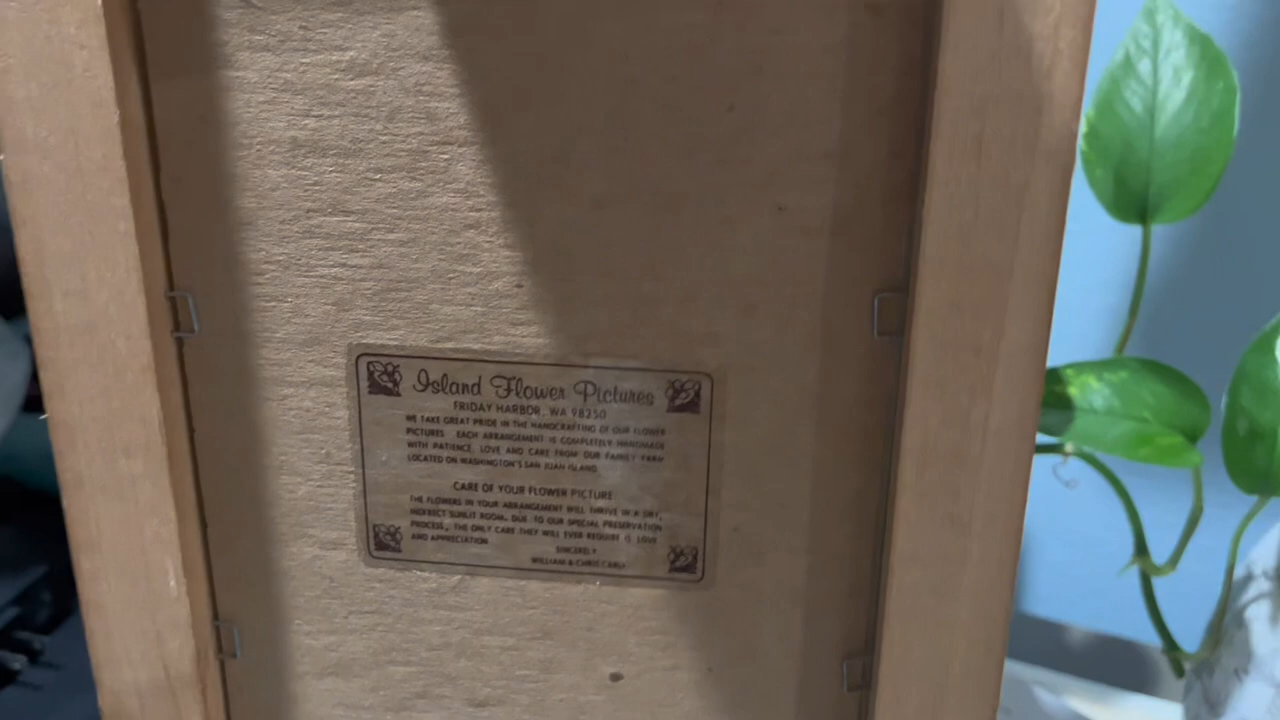 Island Flower Pictures
FRIDAY HARBOR, WA 98250
WE TAKE GREAT PRIDE IN THE HANDCRAFTING OF OUR FLOWER
PICTURES. EACH ARRANGEMENT IS COMPLETELY HANDMADE
WITH PATIENCE, LOVE AND CARE FROM OUR FAMILY FARM
LOCATED ON WASHINGTON'S SAN JUAN ISLAND.
CARE OF YOUR FLOWER PICTURE
THE FLOWERS IN YOUR ARRANGEMENT WILL THRIVE IN A DRY,
INDIRECT SUNLIT ROOM. DUE TO OUR SPECIAL PRESERVATION
PROCESS, THE ONLY CARE THEY WILL EVER REQUIRE IS LOVE
AND APPRECIATION.
SINCERELY
WILLIAM & CHRIS